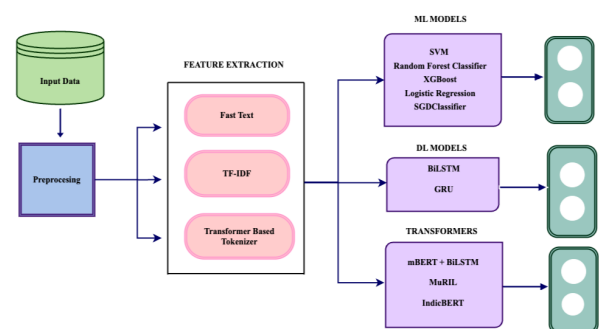 Input Data
Preprocesing
FEATURE EXTRACTION
Fast Text
TF-IDF
Transformer Based
Tokenizer
ML MODELS
SVM
Random Forest Classifier
XGBoost
Logistic Regression
SGDClassifier
DL MODELS
BiLSTM
GRU
TRANSFORMERS
mBERT + BiLSTM
MuRIL
IndicBERT